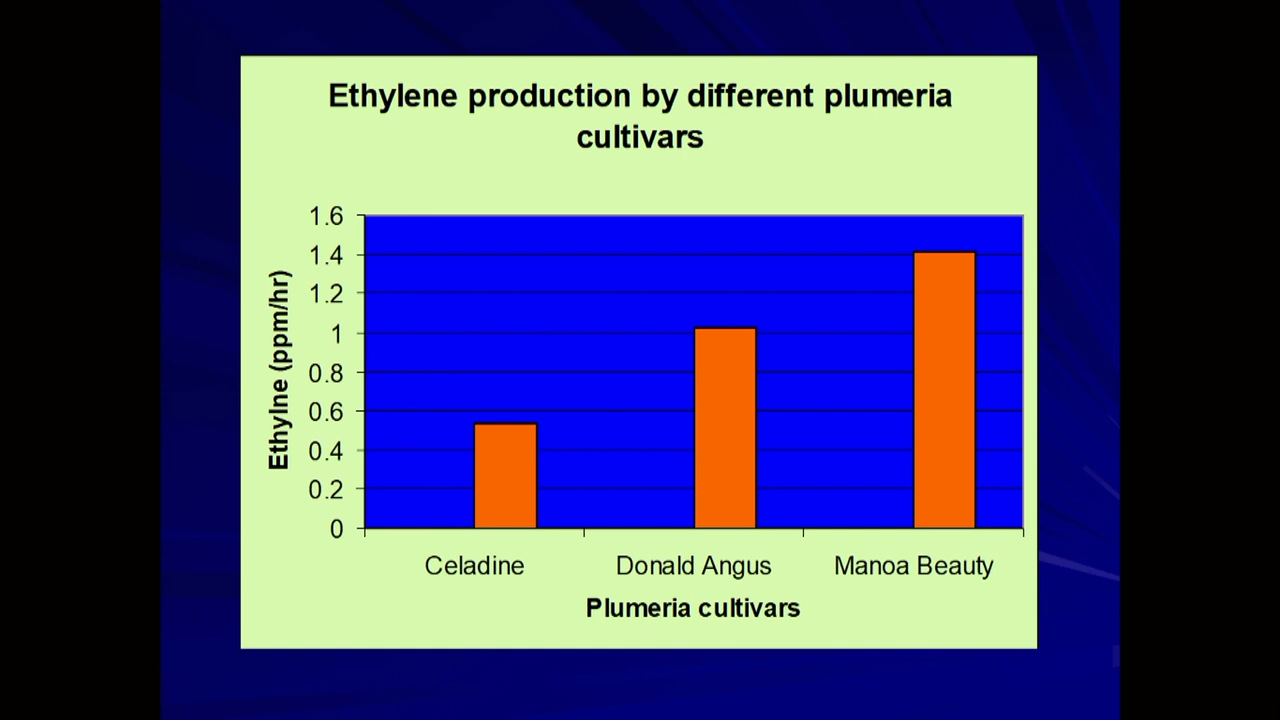 Ethylene production by different plumeria
cultivars
1.6
1.4
1.2
1
0.8
0.6
0.4
0.2
0
Ethylne (ppm/hr)
Celadine Donald Angus Manoa Beauty
Plumeria cultivars